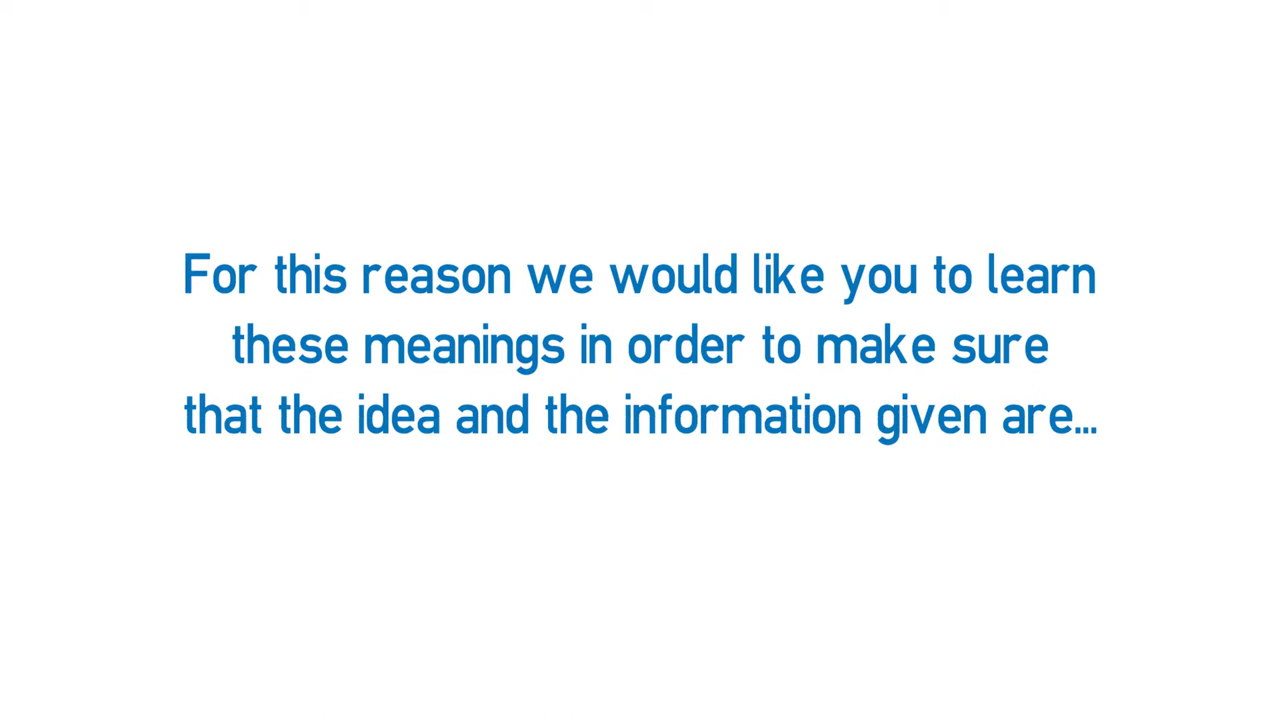 For this reason we would like you to learn
these meanings in order to make sure
that the idea and the information given are...